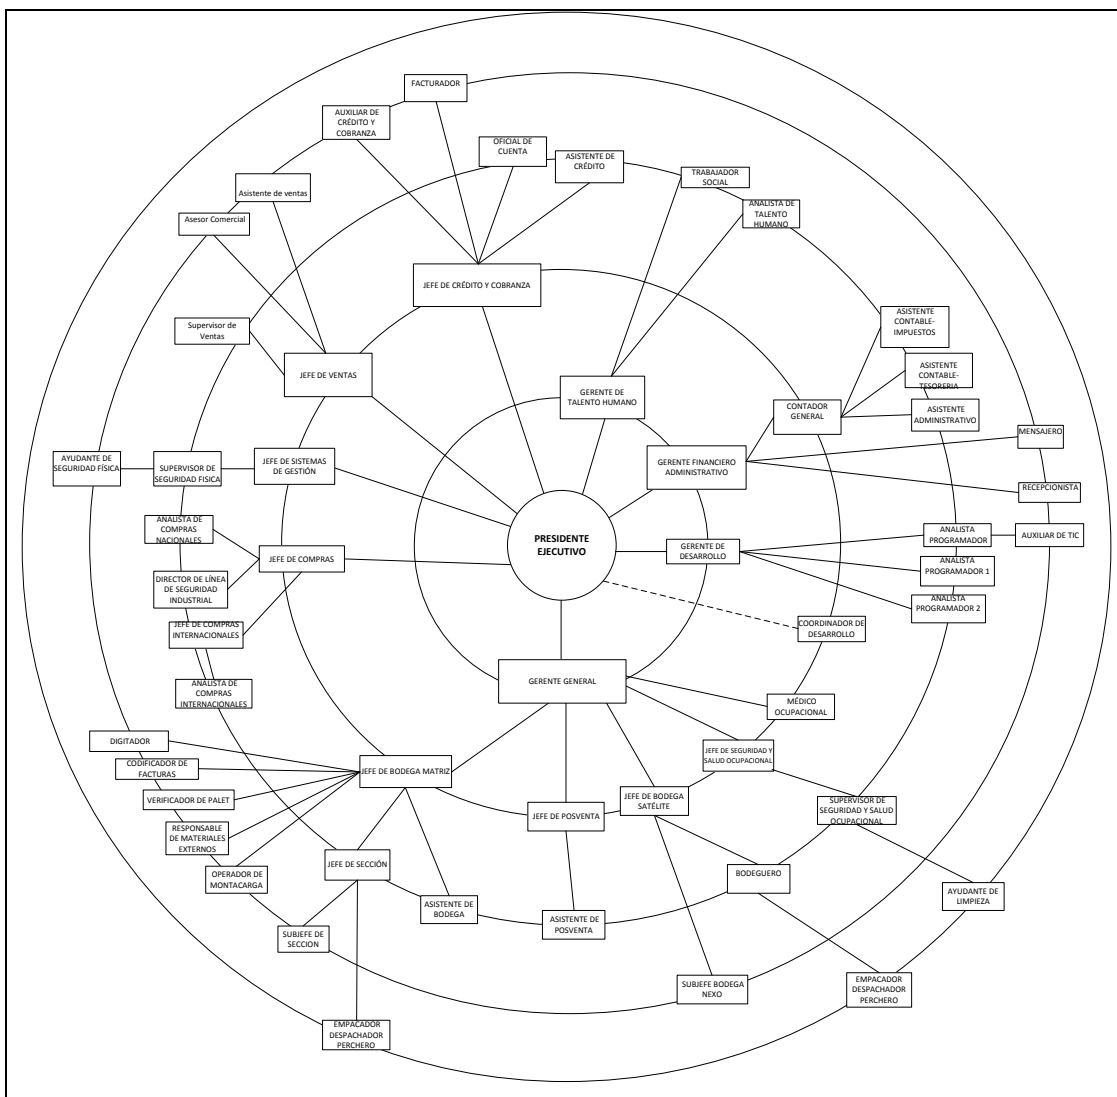 FACTURADOR
AUXILIAR DE
CRÉDITO Y
COBRANZA
OFICIAL DE
CUENTA
ASISTENTE DE
CRÉDITO
TRABAJADOR
SOCIAL
Asistente de ventas
ANALISTA DE
TALENTO
HUMANO
Asesor Comercial
JEFE DE CRÉDITO Y COBRANZA
Supervisor de
Ventas
ASISTENTE
CONTABLE-
IMPUESTOS
JEFE DE VENTAS
ASISTENTE
CONTABLE-
TESORERIA
GERENTE DE
TALENTO HUMANO
CONTADOR
GENERAL
ASISTENTE
ADMINISTRATIVO
MENSAJERO
AYUDANTE DE
SEGURIDAD FÍSICA
SUPERVISOR DE
SEGURIDAD FISICA
JEFE DE SISTEMAS
DE GESTIÓN
GERENTE FINANCIERO
ADMINISTRATIVO
RECEPCIONISTA
ANALISTA DE
COMPRAS
NACIONALES
PRESIDENTE
EJECUTIVO
ANALISTA
PROGRAMADOR
AUXILIAR DE TIC
JEFE DE COMPRAS
GERENTE DE
DESARROLLO
ANALISTA
PROGRAMADOR 1
DIRECTOR DE LÍNEA
DE SEGURIDAD
INDUSTRIAL
ANALISTA
PROGRAMADOR 2
JEFE DE COMPRAS
INTERNACIONALES
COORDINADOR DE
DESARROLLO
ANALISTA DE
COMPRAS
INTERNACIONALES
GERENTE GENERAL
MÉDICO
OCUPACIONAL
DIGITADOR
JEFE DE SEGURIDAD Y
SALUD OCUPACIONAL
CODIFICADOR DE
FACTURAS
JEFE DE BODEGA MATRIZ
VERIFICADOR DE PALET
JEFE DE BODEGA
SATÉLITE
JEFE DE POSVENTA
SUPERVISOR DE
SEGURIDAD Y SALUD
OCUPACIONAL
RESPONSABLE
DE MATERIALES
EXTERNOS
JEFE DE SECCIÓN
OPERADOR DE
MONTACARGA
BODEGUERO
AYUDANTE DE
LIMPIEZA
ASISTENTE DE
BODEGA
ASISTENTE DE
POSVENTA
SUBJEFE DE
SECCION
SUBJEFE BODEGA
NEXO
EMPACADOR
DESPACHADOR
PERCHERO
EMPACADOR
DESPACHADOR
PERCHERO